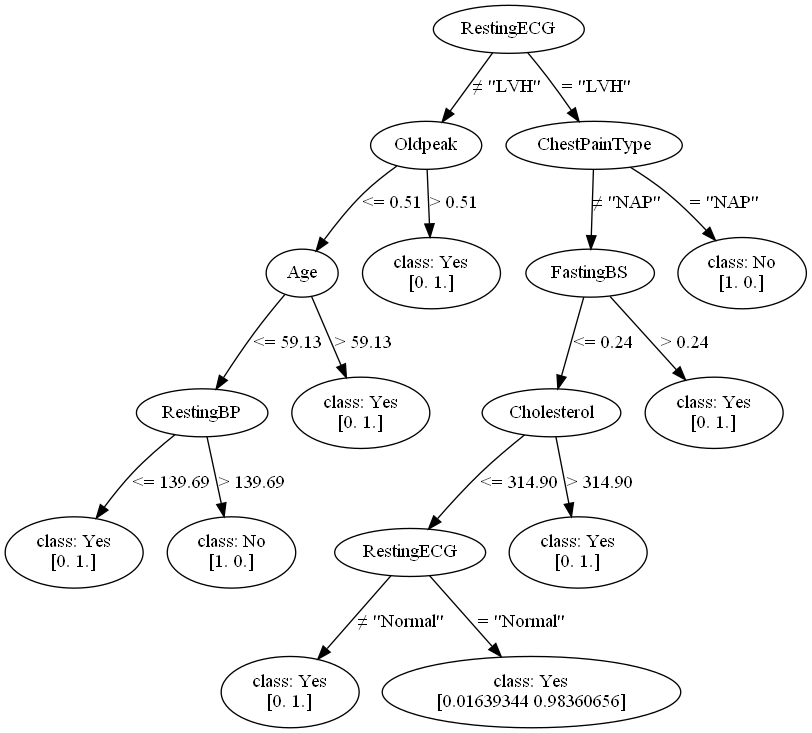 RestingECG
≠ "LVH"
= "LVH"
Oldpeak
ChestPainType
<= 0.51
> 0.51
≠ "NAP"
= "NAP"
Age
class: Yes
[0. 1.]
FastingBS
class: No
[1. 0.]
<= 59.13
> 59.13
<= 0.24
> 0.24
RestingBP
class: Yes
[0. 1.]
Cholesterol
class: Yes
[0. 1.]
<= 139.69
> 139.69
<= 314.90
> 314.90
class: Yes
[0. 1.]
class: No
[1. 0.]
RestingECG
class: Yes
[0. 1.]
≠ "Normal"
= "Normal"
class: Yes
[0. 1.]
class: Yes
[0.01639344 0.98360656]